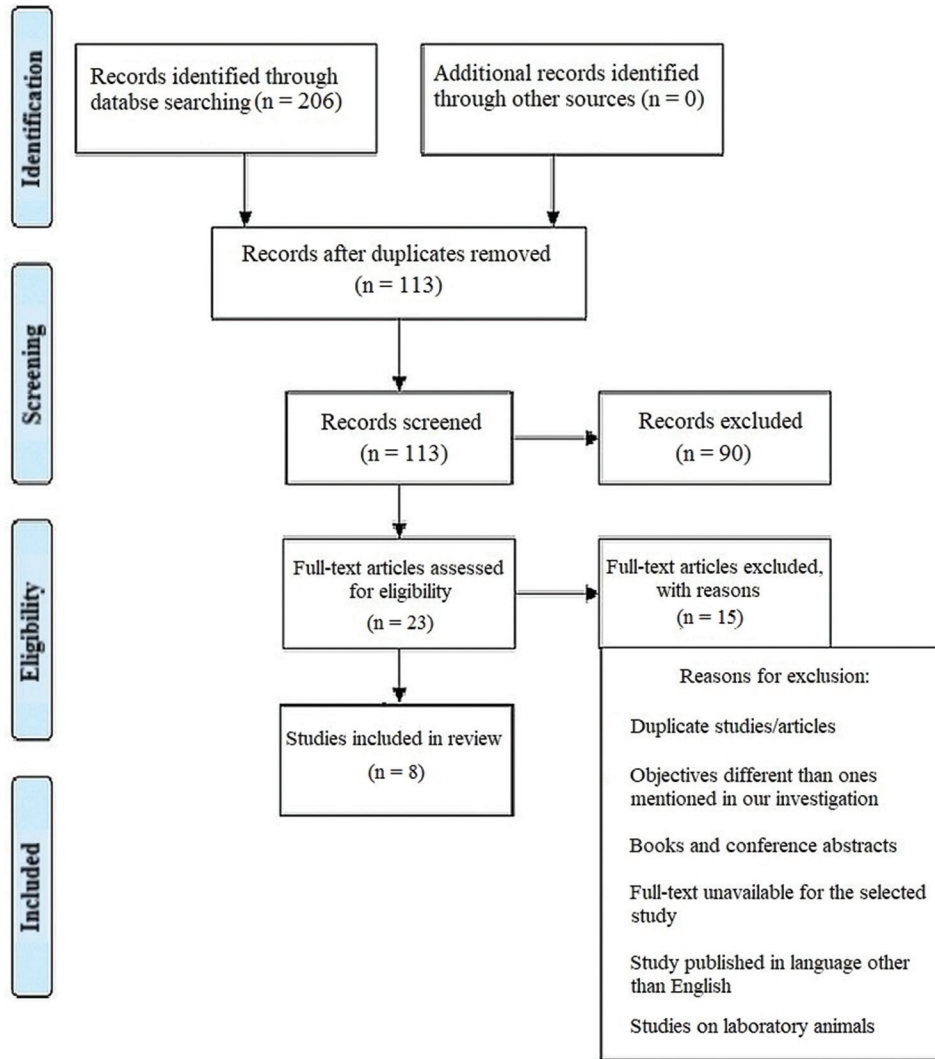 Identification
Records identified through
databse searching (n = 206)
Additional records identified
through other sources (n = 0)
Records after duplicates removed
(n = 113)
Screening
Records screened
(n = 113)
Records excluded
(n = 90)
Eligibility
Full-text articles assessed
for eligibility
(n = 23)
Full-text articles excluded,
with reasons
(n = 15)
Reasons for exclusion:
Duplicate studies/articles
Objectives different than ones
mentioned in our investigation
Books and conference abstracts
Full-text unavailable for the selected
study
Study published in language other
than English
Studies on laboratory animals
Studies included in review
(n = 8)
Included